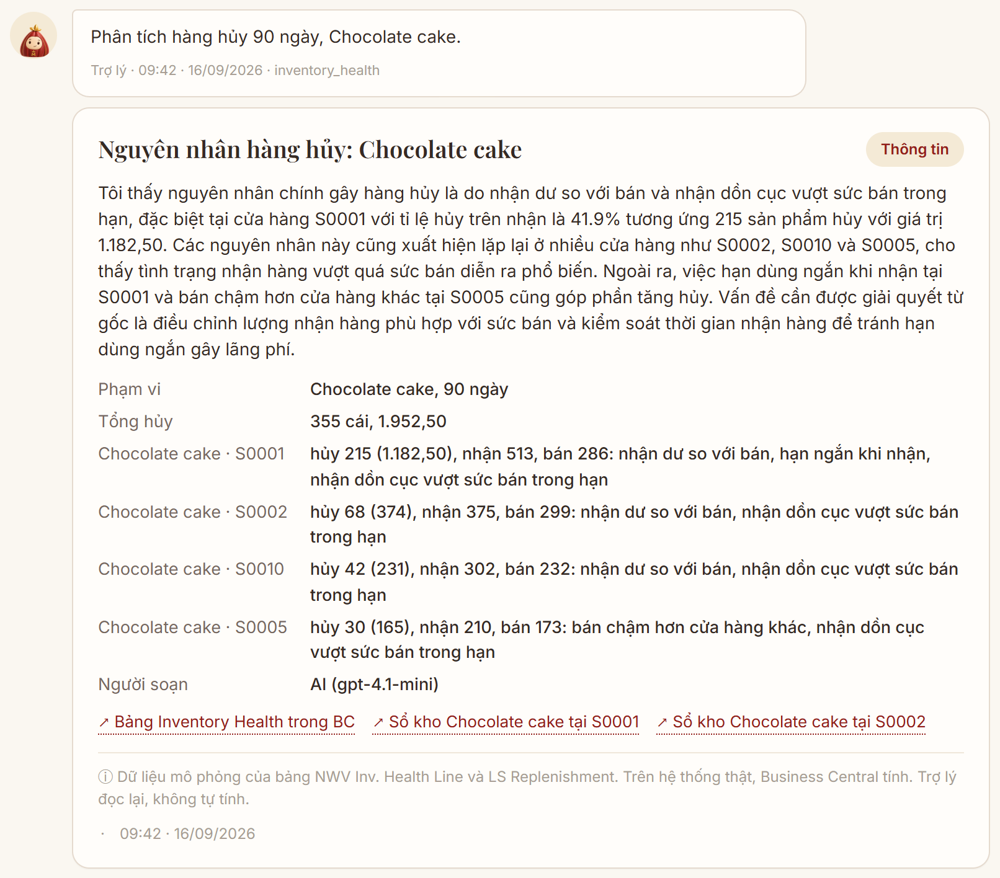 Phân tích hàng hủy 90 ngày, Chocolate cake.
Trợ lý · 09:42 · 16/09/2026 · inventory_health
Nguyên nhân hàng hủy: Chocolate cake
Thông tin
Tôi thấy nguyên nhân chính gây hàng hủy là do nhận dư so với bán và nhận dồn cục vượt sức bán trong
hạn, đặc biệt tại cửa hàng S0001 với tỉ lệ hủy trên nhận là 41.9% tương ứng 215 sản phẩm hủy với giá trị
1.182,50. Các nguyên nhân này cũng xuất hiện lặp lại ở nhiều cửa hàng như S0002, S0010 và S0005, cho
thấy tình trạng nhận hàng vượt quá sức bán diễn ra phổ biến. Ngoài ra, việc hạn dùng ngắn khi nhận tại
S0001 và bán chậm hơn cửa hàng khác tại S0005 cũng góp phần tăng hủy. Vấn đề cần được giải quyết từ
gốc là điều chỉnh lượng nhận hàng phù hợp với sức bán và kiểm soát thời gian nhận hàng để tránh hạn
dùng ngắn gây lãng phí.
Phạm vi
Chocolate cake, 90 ngày
Tổng hủy
355 cái, 1.952,50
Chocolate cake · S0001
hủy 215 (1.182,50), nhận 513, bán 286: nhận dư so với bán, hạn ngắn khi nhận,
nhận dồn cục vượt sức bán trong hạn
Chocolate cake · S0002
hủy 68 (374), nhận 375, bán 299: nhận dư so với bán, nhận dồn cục vượt sức bán
trong hạn
Chocolate cake · S0010
hủy 42 (231), nhận 302, bán 232: nhận dư so với bán, nhận dồn cục vượt sức bán
trong hạn
Chocolate cake · S0005
hủy 30 (165), nhận 210, bán 173: bán chậm hơn cửa hàng khác, nhận dồn cục
vượt sức bán trong hạn
Người soạn
AI (gpt-4.1-mini)
↗ Bảng Inventory Health trong BC
↗ Sổ kho Chocolate cake tại S0001
↗ Sổ kho Chocolate cake tại S0002
ⓘ Dữ liệu mô phỏng của bảng NWV Inv. Health Line và LS Replenishment. Trên hệ thống thật, Business Central tính. Trợ lý
đọc lại, không tự tính.
· 09:42 · 16/09/2026